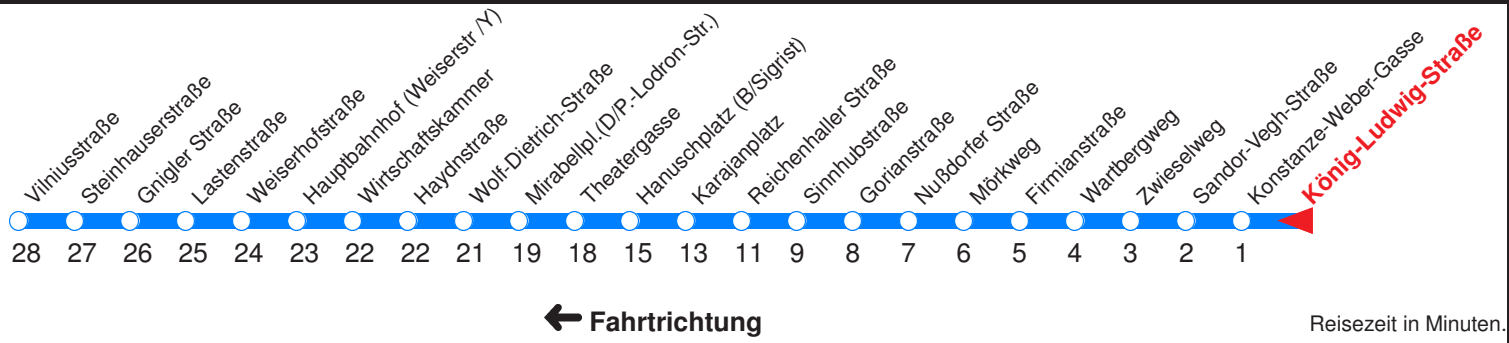 Vilniusstraße
Steinhauserstraße
Gnigler Straße
Lastenstraße
Weiserhofstraße
Hauptbahnhof (Weiserstr /Y)
Wirtschaftskammer
Haydnstraße
Wolf-Dietrich-Straße
Mirabellpl.(D/P.-Lodron-Str.)
Theatergasse
Hanuschplatz (B/Sigrist)
Karajanplatz
Reichenhaller Straße
Sinnhubstraße
Gorianstraße
Nußdorfer Straße
Mörkweg
Firmianstraße
Wartbergweg
Zwieselweg
Sandor-Vegh-Straße
Konstanze-Weber-Gasse
König-Ludwig-Straße
28 27 26 25 24 23 22 22 21 19 18 15 13 11 9 8 7 6 5 4 3 2 1
Fahrtrichtung
Reisezeit in Minuten.